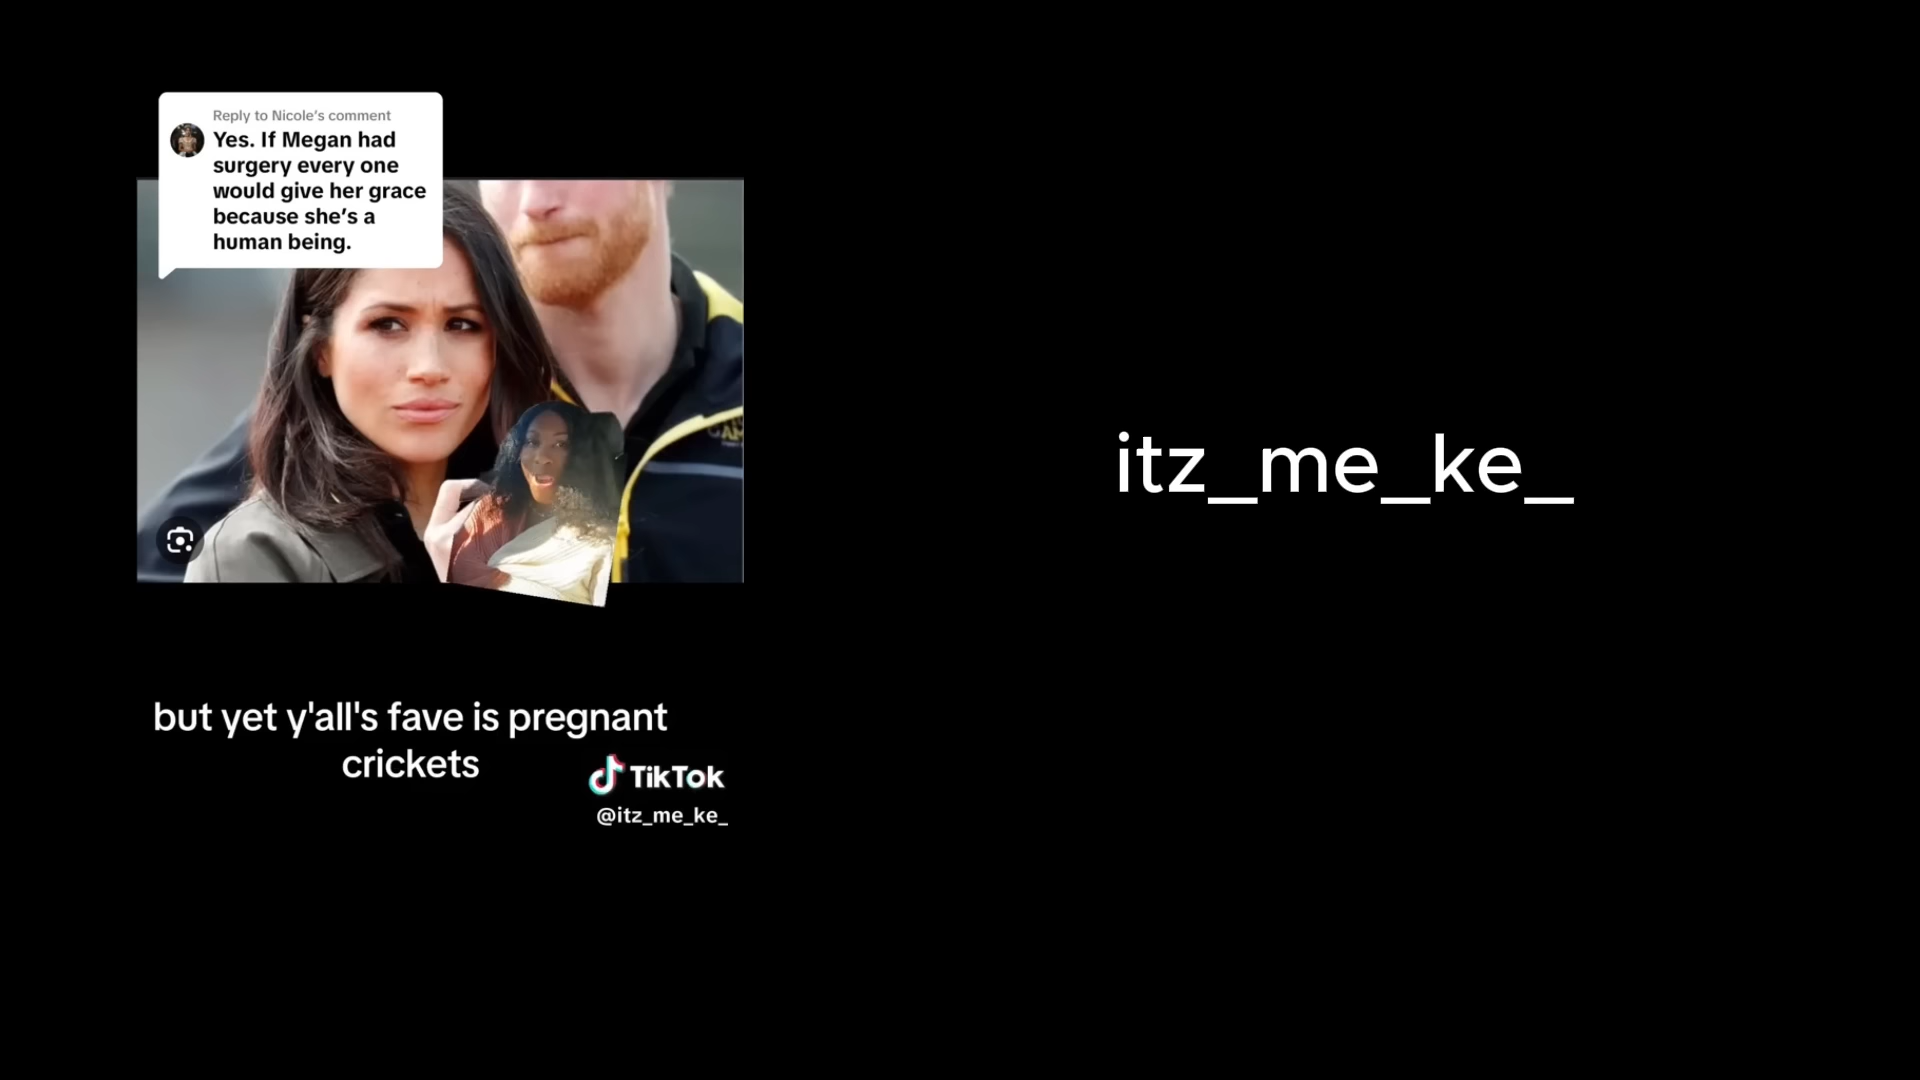 Reply to Nicole's comment
Yes. If Megan had
surgery every one
would give her grace
because she's a
human being.
but yet y'all's fave is pregnant
crickets
TikTok
@itz_me_ke_
itz_me_ke_